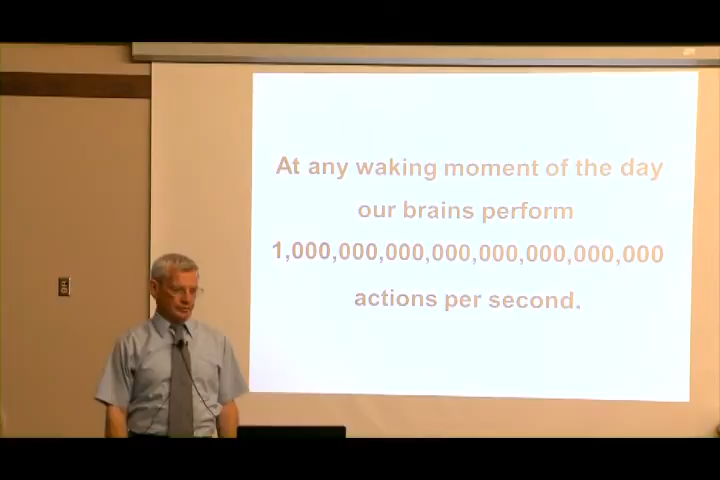 At any waking moment of the day
our brains perform
1,000,000,000,000,000,000,000,000
actions per second.